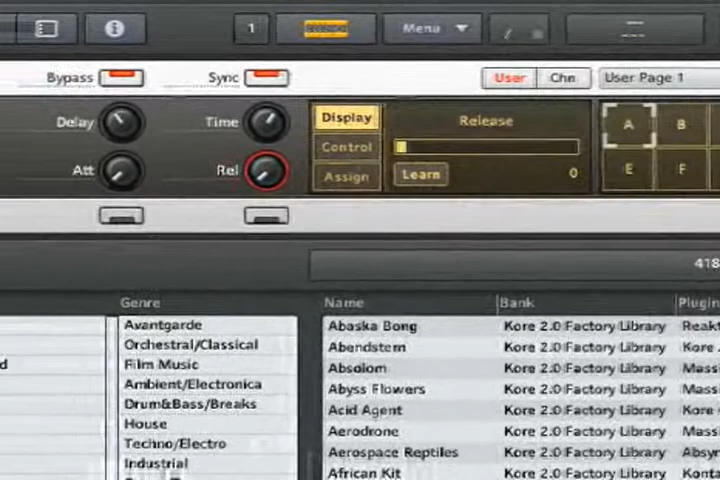 1 Menu
Bypass Sync User Chn User Page 1
Delay Time Display Release A B
Control
Att Rel Assign Learn 0 E F
418
Genre Name Bank Plugin
Avantgarde Abaska Bong Kore 2.0 Factory Library
Orchestral/Classical Abendstern Kore 2.0 Factory Library Kore
Film Music Absolom Kore 2.0 Factory Library
Ambient/Electronica Abyss Flowers Kore 2.0 Factory Library
Drum&Bass/Breaks Acid Agent Kore 2.0 Factory Library Kore
House Aerodrone Kore 2.0 Factory Library
Techno/Electro Aerospace Reptiles Kore 2.0 Factory Library
Industrial African Kit Kore 2.0 Factory Library